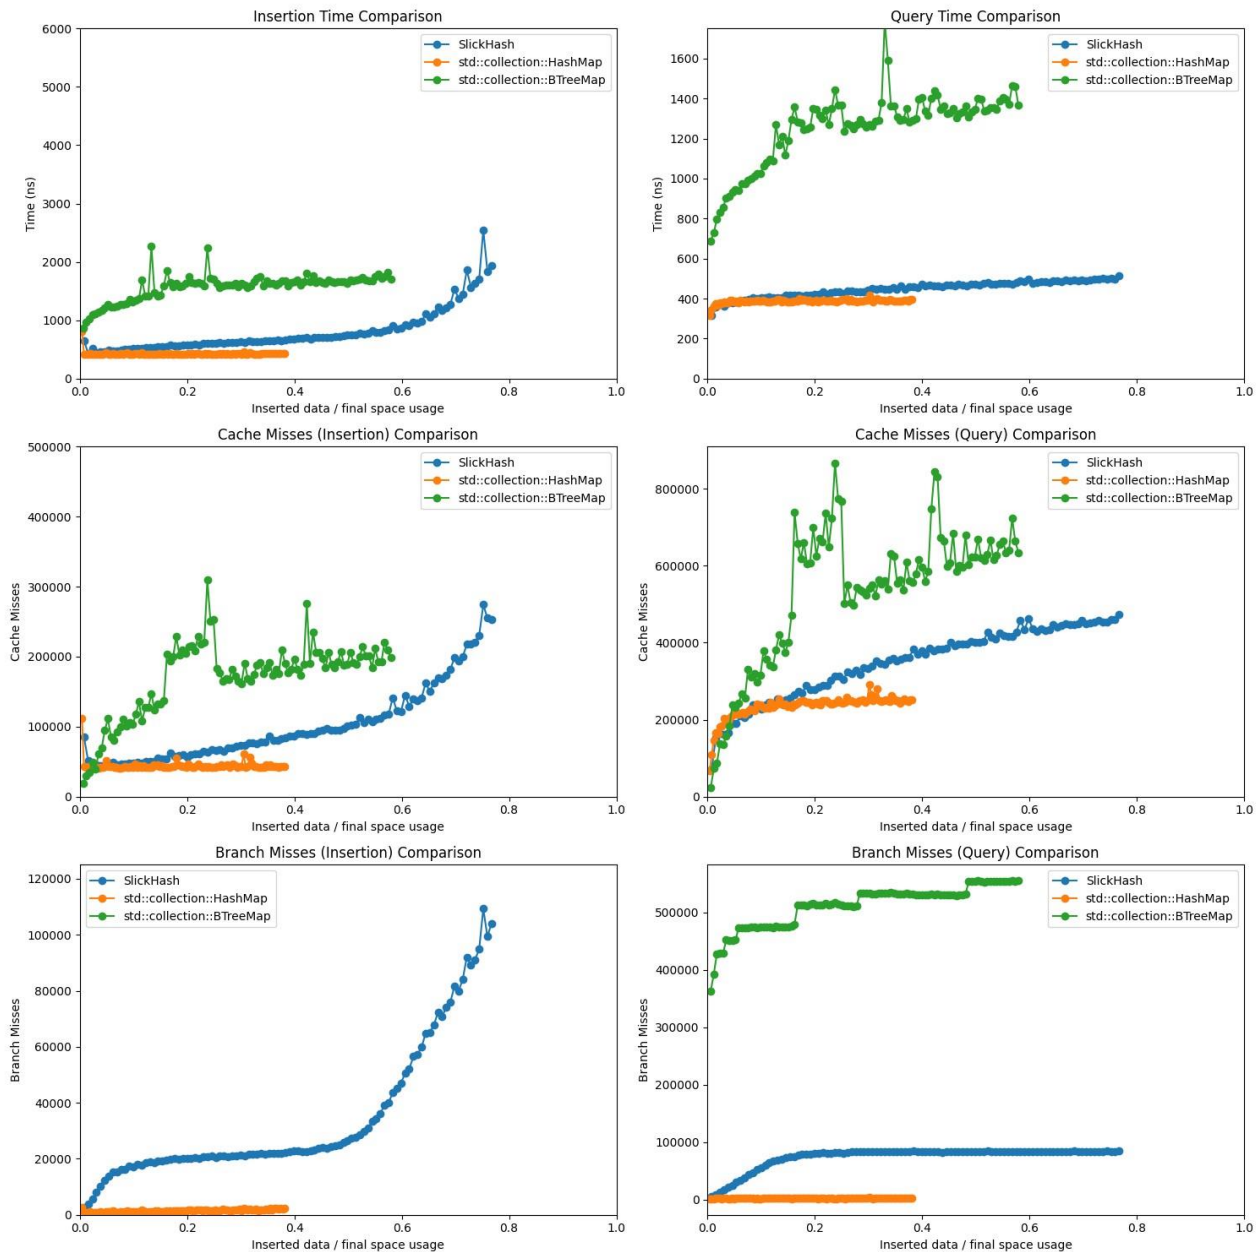 Insertion Time Comparison
6000
5000
4000
3000
2000
1000
0
Time (ns)
SlickHash
std::collection::HashMap
std::collection::BTreeMap
0.0 0.2 0.4 0.6 0.8 1.0
Inserted data / final space usage
Query Time Comparison
1600
1400
1200
1000
800
600
400
200
0
Time (ns)
SlickHash
std::collection::HashMap
std::collection::BTreeMap
0.0 0.2 0.4 0.6 0.8 1.0
Inserted data / final space usage
Cache Misses (Insertion) Comparison
500000
400000
300000
200000
100000
0
Cache Misses
SlickHash
std::collection::HashMap
std::collection::BTreeMap
0.0 0.2 0.4 0.6 0.8 1.0
Inserted data / final space usage
Cache Misses (Query) Comparison
800000
600000
400000
200000
0
Cache Misses
SlickHash
std::collection::HashMap
std::collection::BTreeMap
0.0 0.2 0.4 0.6 0.8 1.0
Inserted data / final space usage
Branch Misses (Insertion) Comparison
120000
100000
80000
60000
40000
20000
0
Branch Misses
SlickHash
std::collection::HashMap
std::collection::BTreeMap
0.0 0.2 0.4 0.6 0.8 1.0
Inserted data / final space usage
Branch Misses (Query) Comparison
500000
400000
300000
200000
100000
0
Branch Misses
SlickHash
std::collection::HashMap
std::collection::BTreeMap
0.0 0.2 0.4 0.6 0.8 1.0
Inserted data / final space usage